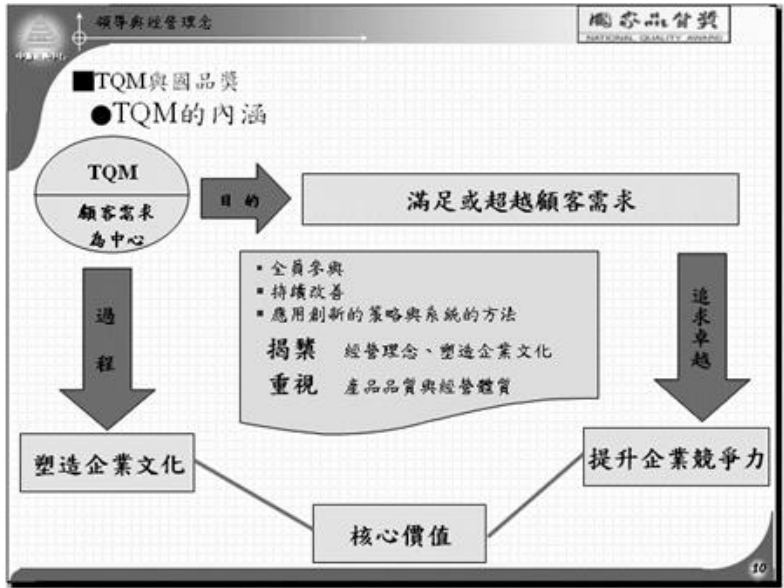 領導與經營理念
國家品質獎
NATIONAL QUALITY AWARD
■TQM與國品獎
●TQM的內涵
TQM
顧客需求
為中心
目的
滿足或超越顧客需求
▪ 全員參與
▪ 持續改善
▪ 應用創新的策略與系統的方法
揭櫫 經營理念、塑造企業文化
重視 產品品質與經營體質
過程
追求卓越
塑造企業文化
提升企業競爭力
核心價值
10